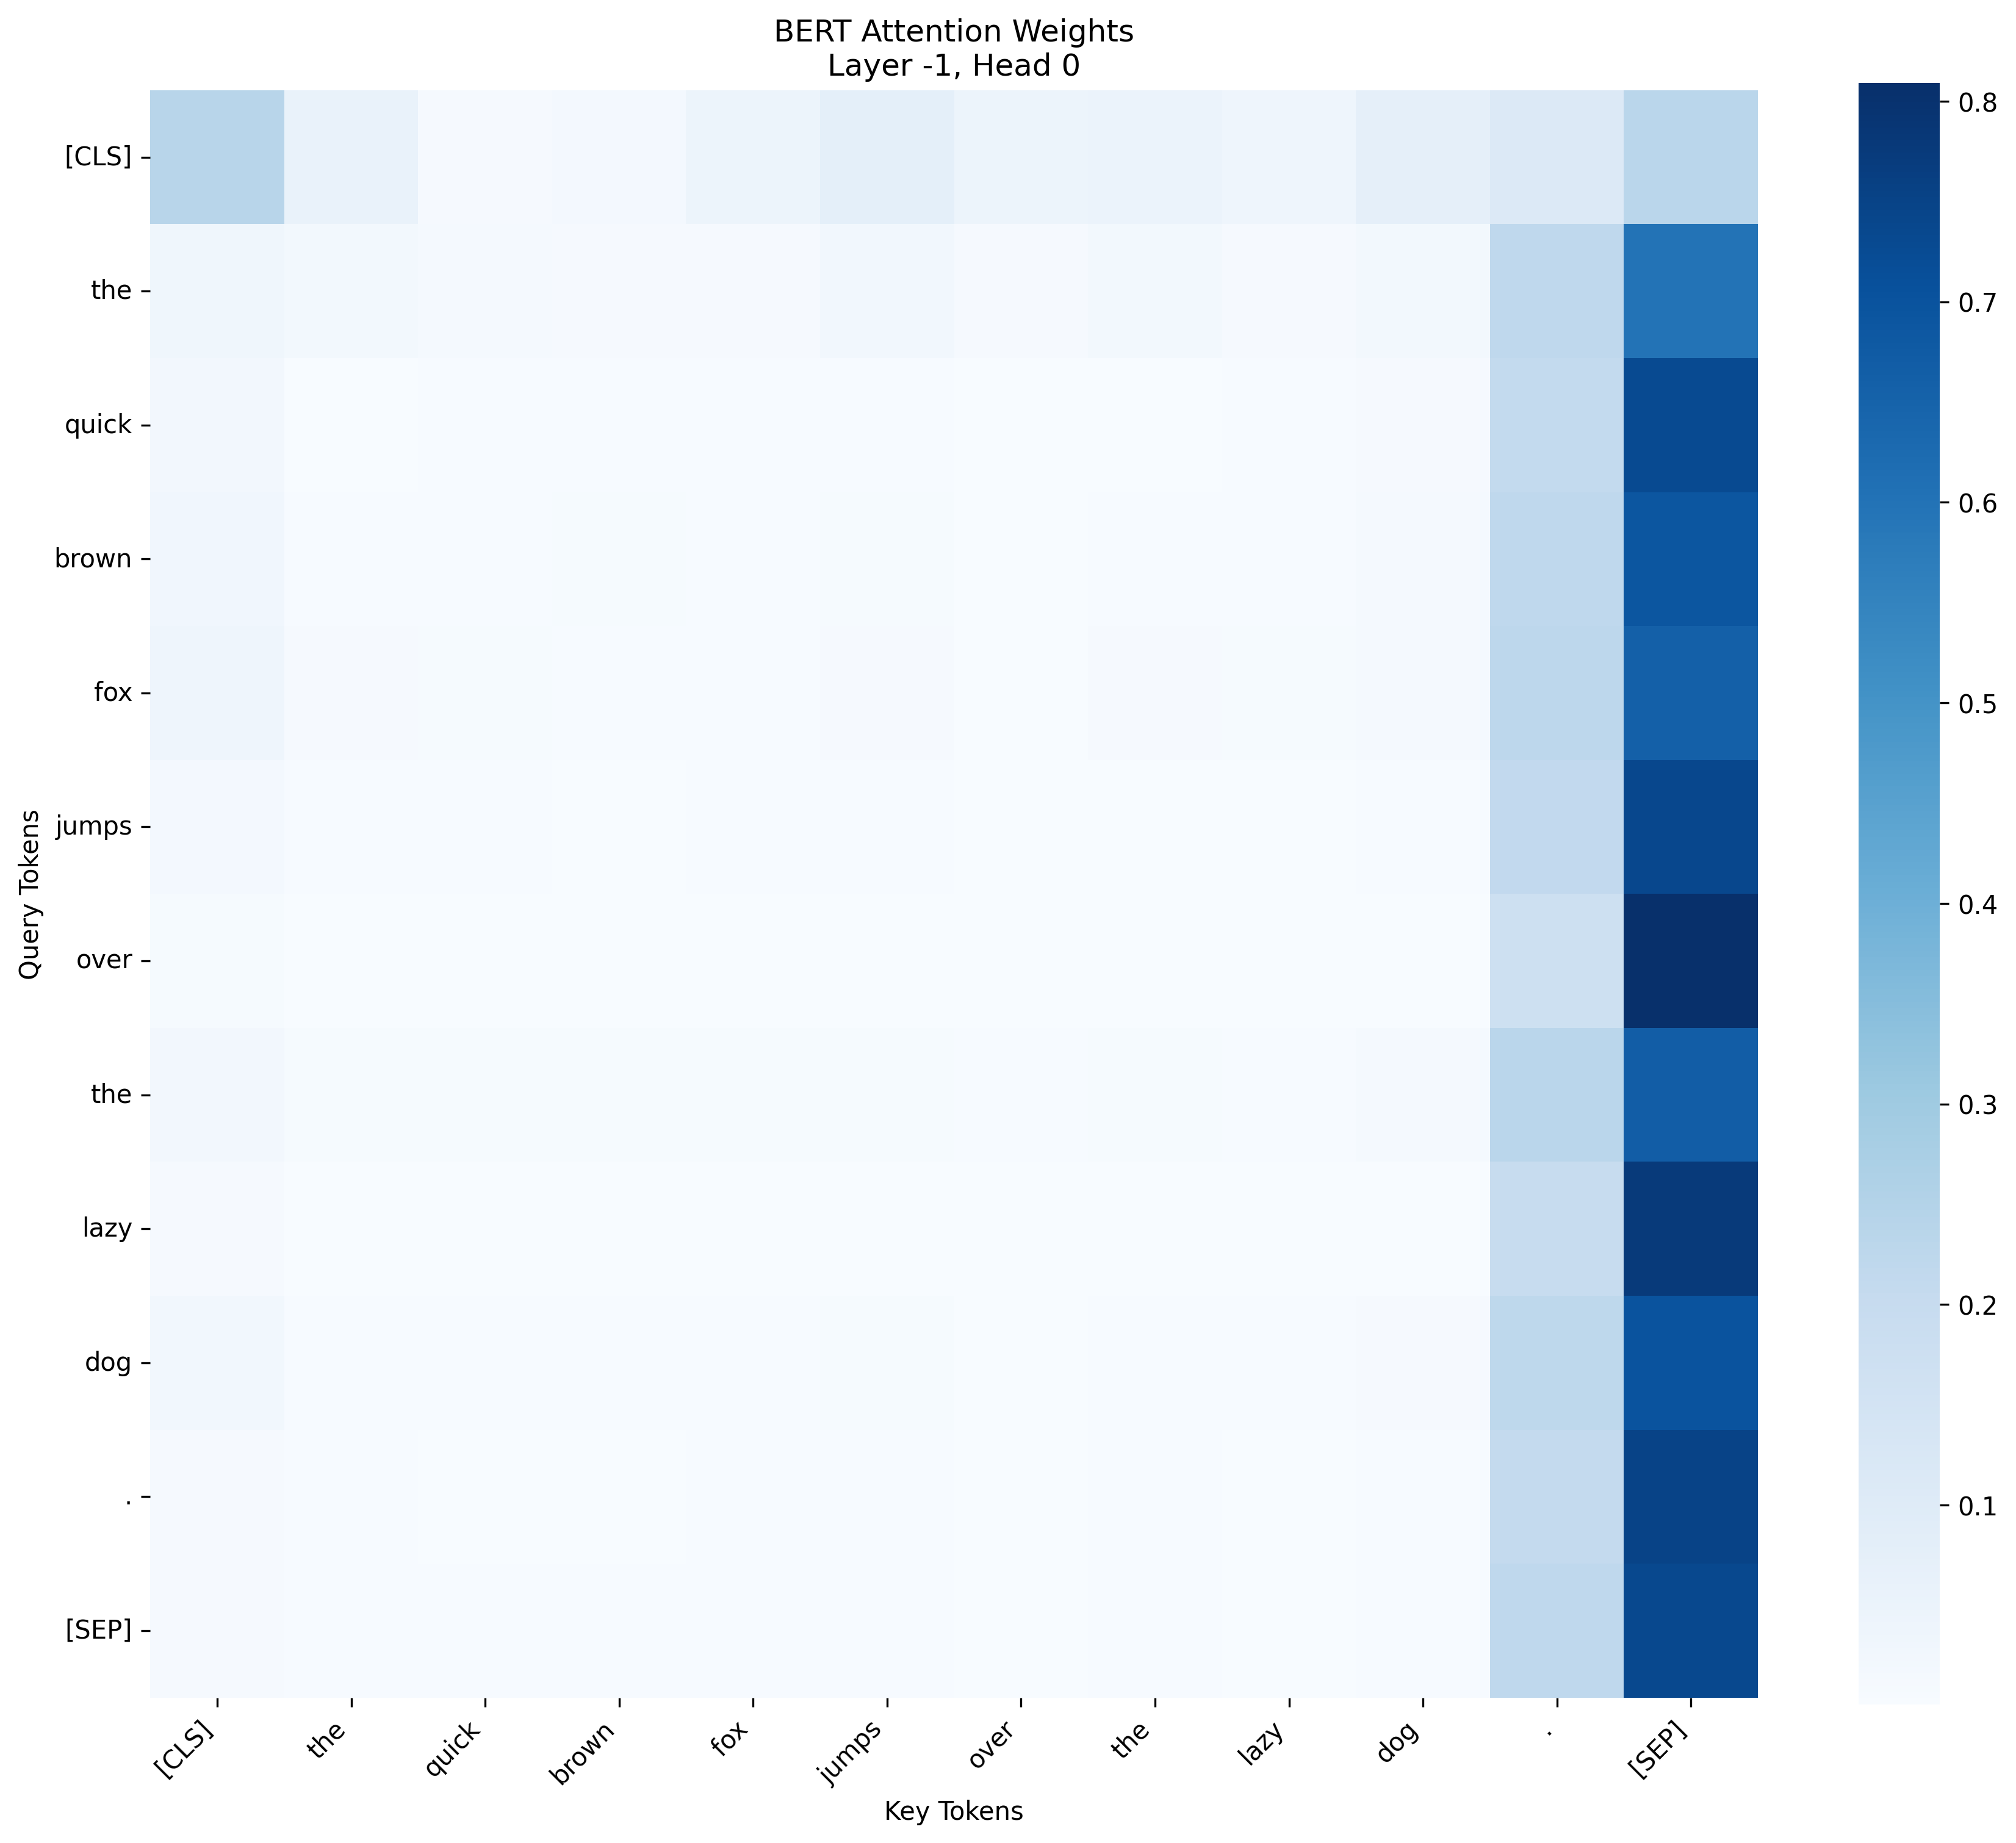 BERT Attention Weights
Layer -1, Head 0
Query Tokens
[CLS]
the
quick
brown
fox
jumps
over
the
lazy
dog
.
[SEP]
[CLS] the quick brown fox jumps over the lazy dog . [SEP]
Key Tokens
0.8
0.7
0.6
0.5
0.4
0.3
0.2
0.1